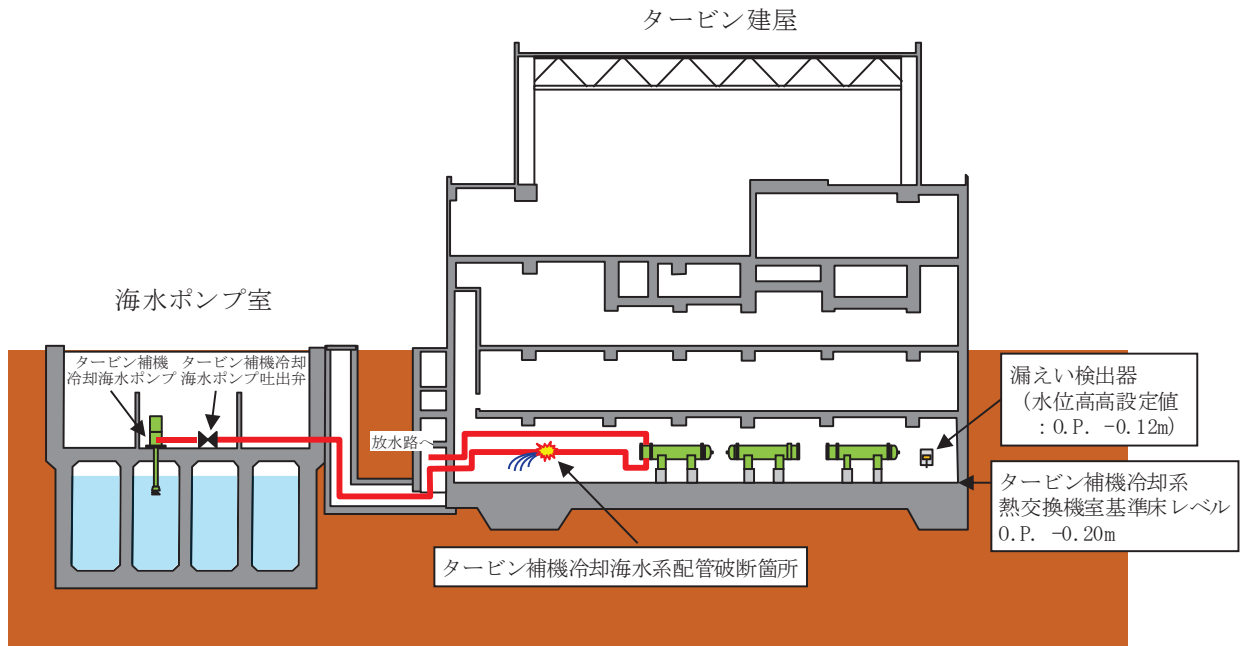 タービン建屋
海水ポンプ室
タービン補機
冷却海水ポンプ
タービン補機冷却
海水ポンプ吐出弁
放水路へ
漏えい検出器
(水位高高設定値
:O.P. -0.12m)
タービン補機冷却系
熱交換機室基準床レベル
O.P. -0.20m
タービン補機冷却海水系配管破断箇所